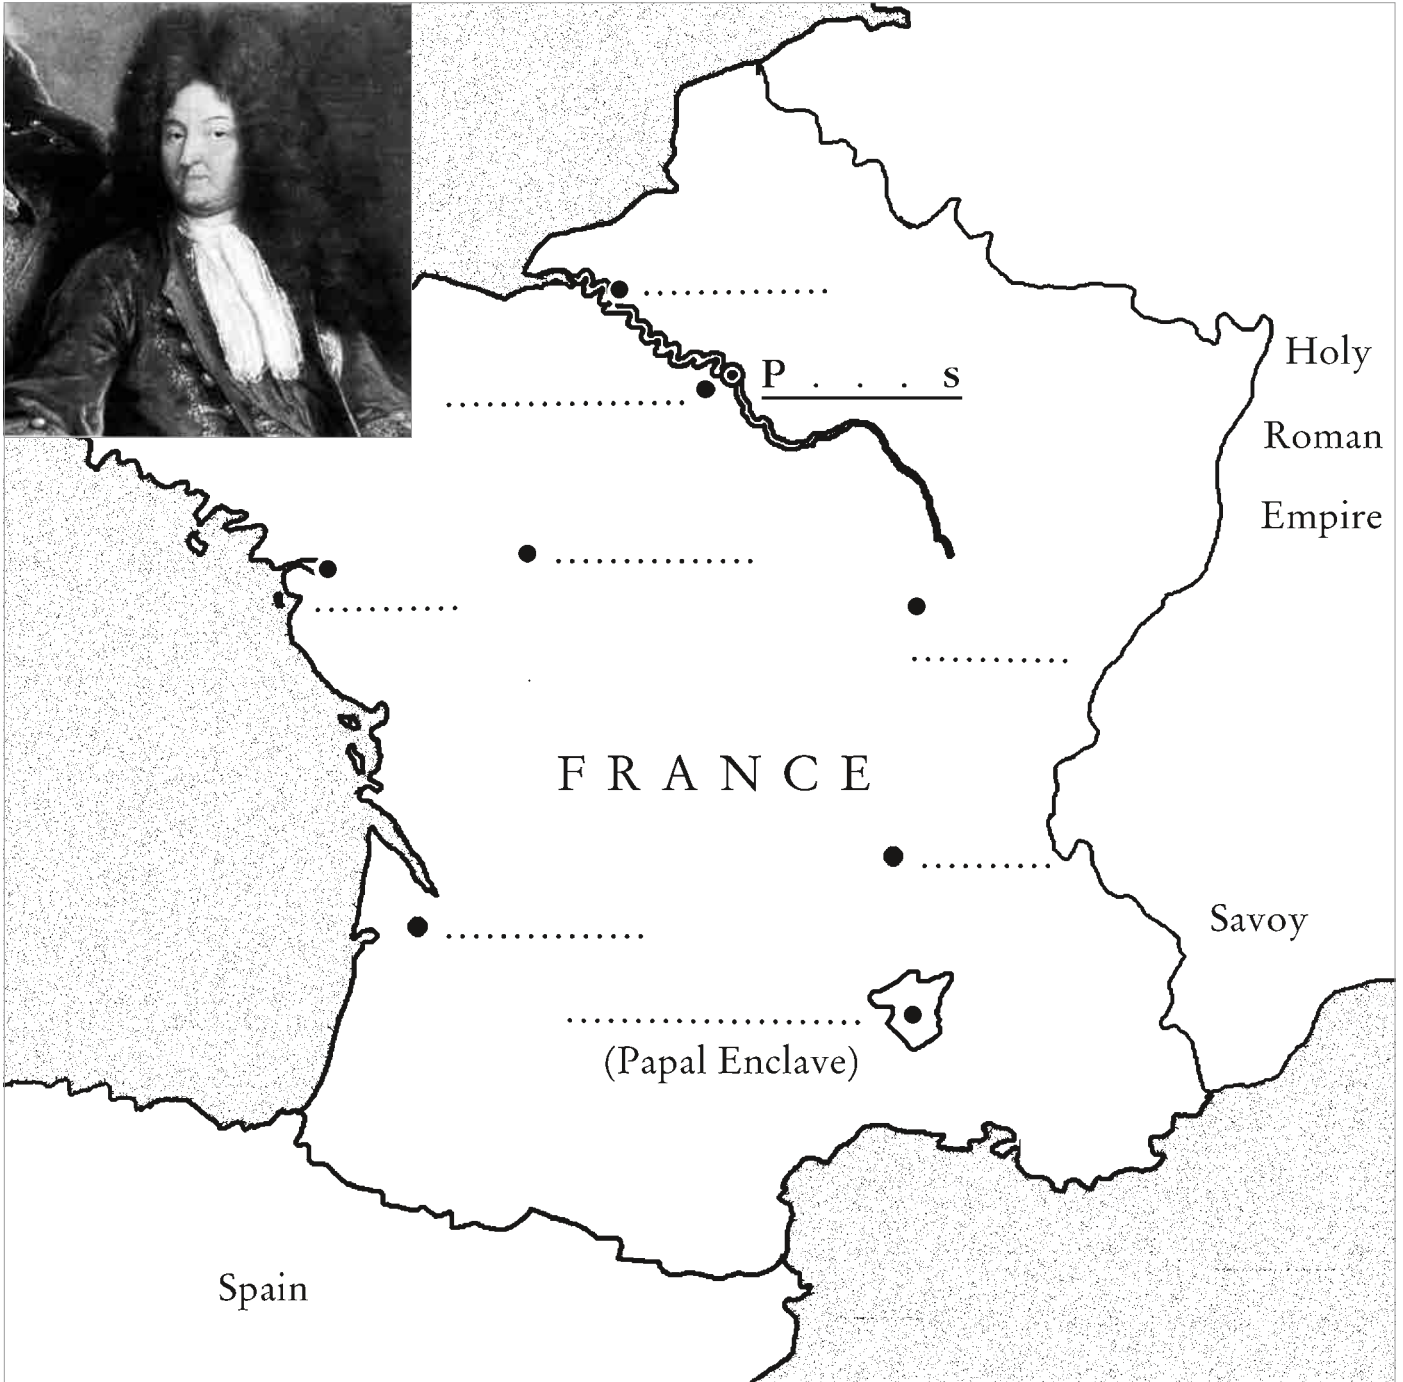 P . . . s
Holy
Roman
Empire
FRANCE
Savoy
(Papal Enclave)
Spain